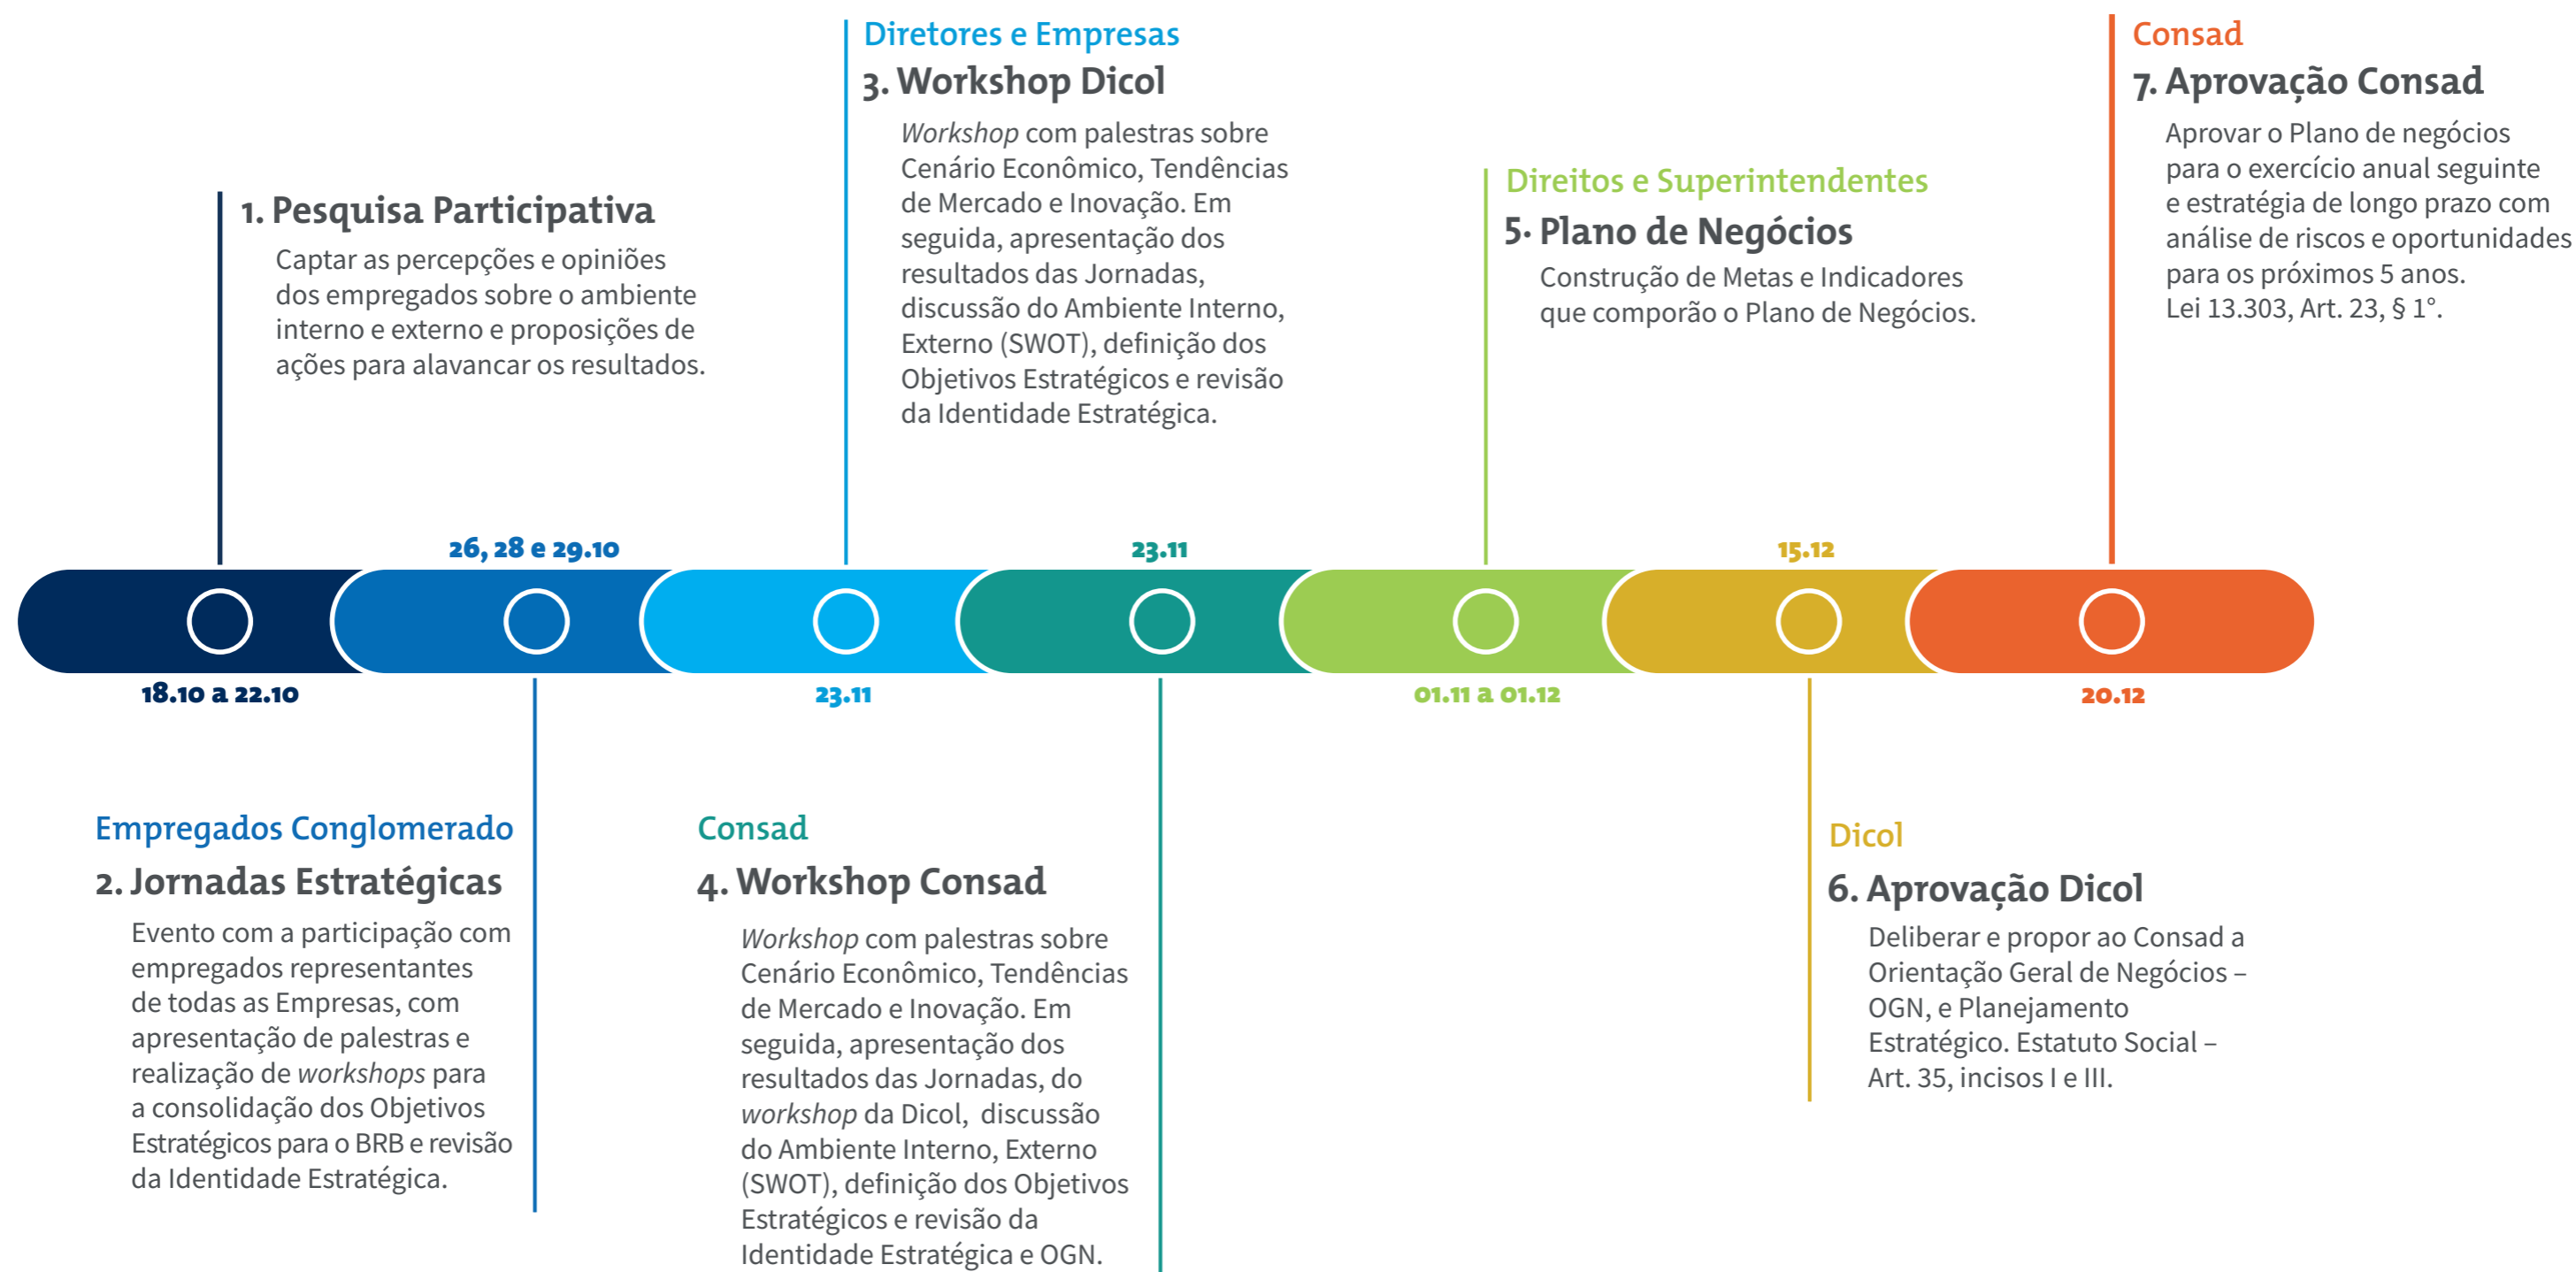 1. Pesquisa Participativa
Captar as percepções e opiniões
dos empregados sobre o ambiente
interno e externo e proposições de
ações para alavancar os resultados.
18.10 a 22.10
26, 28 e 29.10
Empregados Conglomerado
2. Jornadas Estratégicas
Evento com a participação com
empregados representantes
de todas as Empresas, com
apresentação de palestras e
realização de workshops para
a consolidação dos Objetivos
Estratégicos para o BRB e revisão
da Identidade Estratégica.
Diretores e Empresas
3. Workshop Dicol
Workshop com palestras sobre
Cenário Econômico, Tendências
de Mercado e Inovação. Em
seguida, apresentação dos
resultados das Jornadas,
discussão do Ambiente Interno,
Externo (SWOT), definição dos
Objetivos Estratégicos e revisão
da Identidade Estratégica.
23.11
23.11
Consad
4. Workshop Consad
Workshop com palestras sobre
Cenário Econômico, Tendências
de Mercado e Inovação. Em
seguida, apresentação dos
resultados das Jornadas, do
workshop da Dicol, discussão
do Ambiente Interno, Externo
(SWOT), definição dos Objetivos
Estratégicos e revisão da
Identidade Estratégica e OGN.
Direitos e Superintendentes
5. Plano de Negócios
Construção de Metas e Indicadores
que comporão o Plano de Negócios.
01.11 a 01.12
15.12
Dicol
6. Aprovação Dicol
Deliberar e propor ao Consad a
Orientação Geral de Negócios –
OGN, e Planejamento
Estratégico. Estatuto Social –
Art. 35, incisos I e III.
Consad
7. Aprovação Consad
Aprovar o Plano de negócios
para o exercício anual seguinte
e estratégia de longo prazo com
análise de riscos e oportunidades
para os próximos 5 anos.
Lei 13.303, Art. 23, § 1°.
20.12